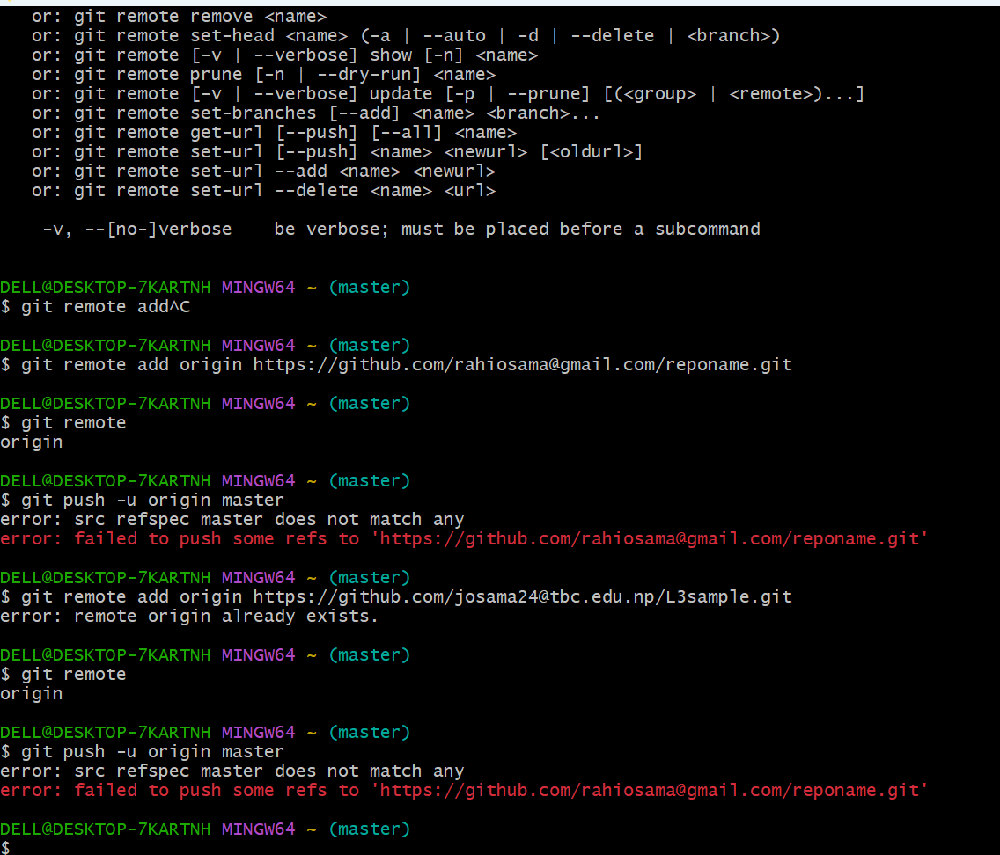 or: git remote remove <name>
or: git remote set-head <name> (-a | --auto | -d | --delete | <branch>)
or: git remote [-v | --verbose] show [-n] <name>
or: git remote prune [-n | --dry-run] <name>
or: git remote [-v | --verbose] update [-p | --prune] [(<group> | <remote>)...]
or: git remote set-branches [--add] <name> <branch>...
or: git remote get-url [--push] [--all] <name>
or: git remote set-url [--push] <name> <newurl> [<oldurl>]
or: git remote set-url --add <name> <newurl>
or: git remote set-url --delete <name> <url>
-v, --[no-]verbose    be verbose; must be placed before a subcommand
DELL@DESKTOP-7KARTNH MINGW64 ~ (master)
$ git remote add^C
DELL@DESKTOP-7KARTNH MINGW64 ~ (master)
$ git remote add origin https://github.com/rahiosama@gmail.com/reponame.git
DELL@DESKTOP-7KARTNH MINGW64 ~ (master)
$ git remote
origin
DELL@DESKTOP-7KARTNH MINGW64 ~ (master)
$ git push -u origin master
error: src refspec master does not match any
error: failed to push some refs to 'https://github.com/rahiosama@gmail.com/reponame.git'
DELL@DESKTOP-7KARTNH MINGW64 ~ (master)
$ git remote add origin https://github.com/josama24@tbc.edu.np/L3sample.git
error: remote origin already exists.
DELL@DESKTOP-7KARTNH MINGW64 ~ (master)
$ git remote
origin
DELL@DESKTOP-7KARTNH MINGW64 ~ (master)
$ git push -u origin master
error: src refspec master does not match any
error: failed to push some refs to 'https://github.com/rahiosama@gmail.com/reponame.git'
DELL@DESKTOP-7KARTNH MINGW64 ~ (master)
$